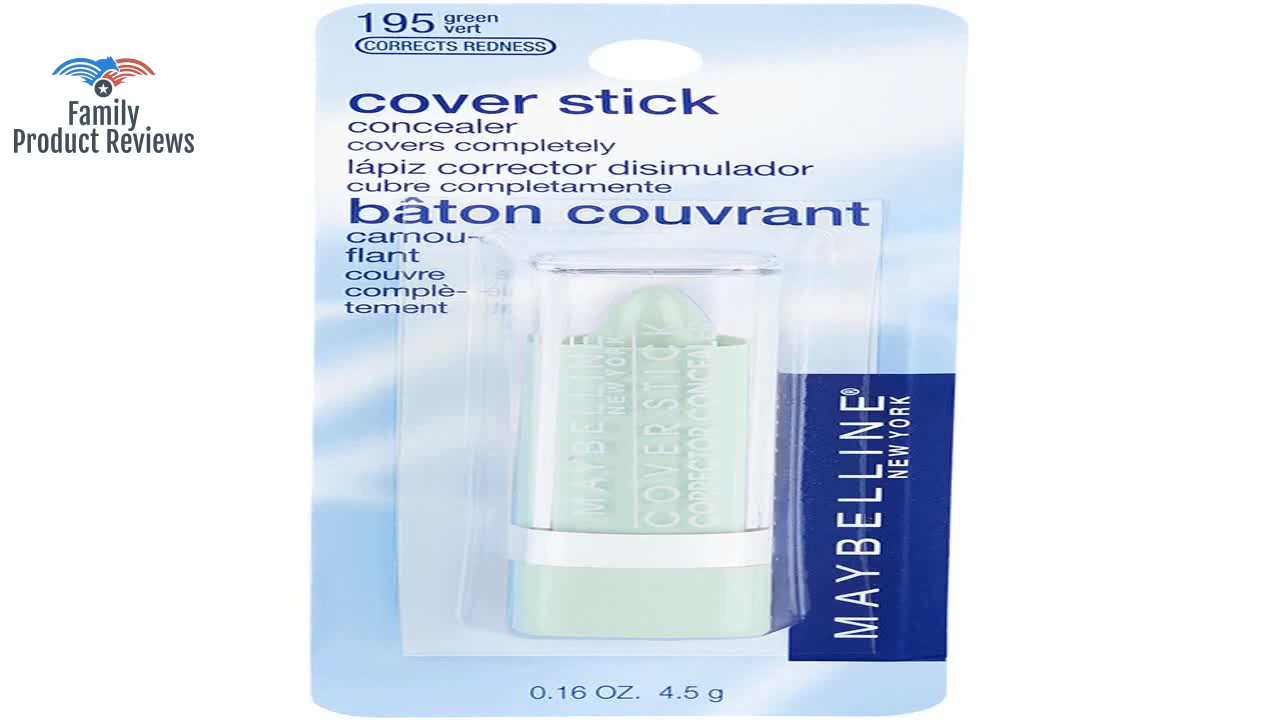 195 green
vert
CORRECTS REDNESS
cover stick
concealer
covers completely
lápiz corrector disimulador
cubre completamente
bâton couvrant
camou-
flant
couvre
complè-
tement
Family
Product Reviews
MAYBELLINE
NEW YORK
COVER STICK
CORRECTOR CONCEALER
MAYBELLINE®
NEW YORK
0.16 OZ. 4.5 g